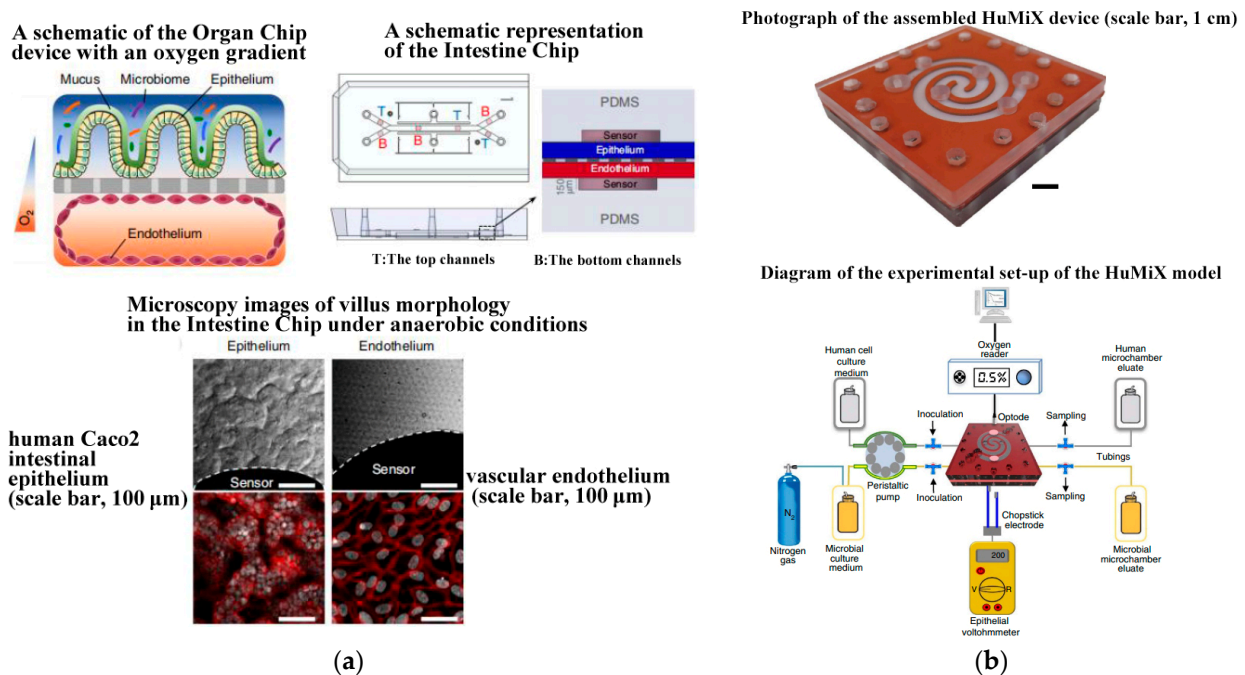 A schematic of the Organ Chip
device with an oxygen gradient
Mucus Microbiome Epithelium
O2
Endothelium
A schematic representation
of the Intestine Chip
T B
B T
B T
PDMS
Sensor
Epithelium
Endothelium
Sensor
150
μm
PDMS
T:The top channels
B:The bottom channels
Microscopy images of villus morphology
in the Intestine Chip under anaerobic conditions
Epithelium Endothelium
human Caco2
intestinal
epithelium
(scale bar, 100 μm)
Sensor
Sensor
vascular endothelium
(scale bar, 100 μm)
(a)
Photograph of the assembled HuMiX device (scale bar, 1 cm)
Diagram of the experimental set-up of the HuMiX model
Human cell
culture
medium
Oxygen
reader
0.5%
Human
microchamber
eluate
Inoculation
Optode
Sampling
Tubings
Peristaltic
pump
Inoculation
Sampling
N2
Nitrogen
gas
Microbial
culture
medium
Chopstick
electrode
200
V R
Epithelial
voltohmmeter
Microbial
microchamber
eluate
(b)